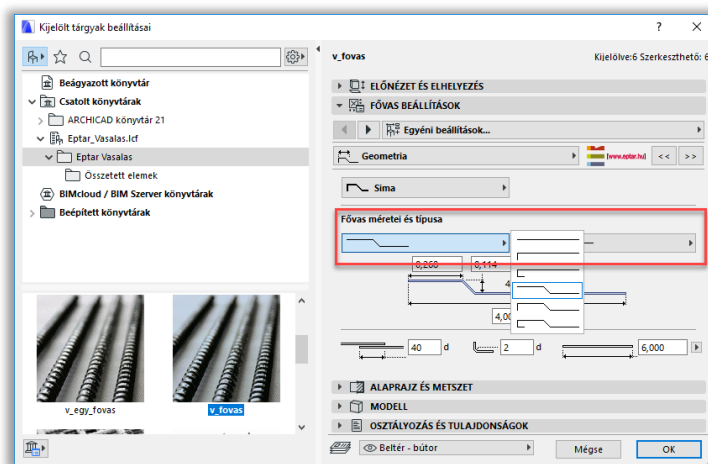 Kijelölt tárgyak beállításai
? ×
Beágyazott könyvtár
Csatolt könyvtárak
ARCHICAD könyvtár 21
Eptar_Vasalas.lcf
Eptar Vasalas
Összetett elemek
BIMcloud / BIM Szerver könyvtárak
Beépített könyvtárak
v_egy_fovas
v_fovas
v_fovas
Kijelölve:6 Szerkeszthető: 6
ELŐNÉZET ÉS ELHELYEZÉS
FŐVAS BEÁLLÍTÁSOK
Egyéni beállítások...
Geometria
[www.eptar.hu]
<< >>
Sima
Fővas méretei és típusa
0,260
0,114
4
4,00
40 d
2 d
6,000
ALAPRAJZ ÉS METSZET
MODELL
OSZTÁLYOZÁS ÉS TULAJDONSÁGOK
Beltér - bútor
Mégse
OK